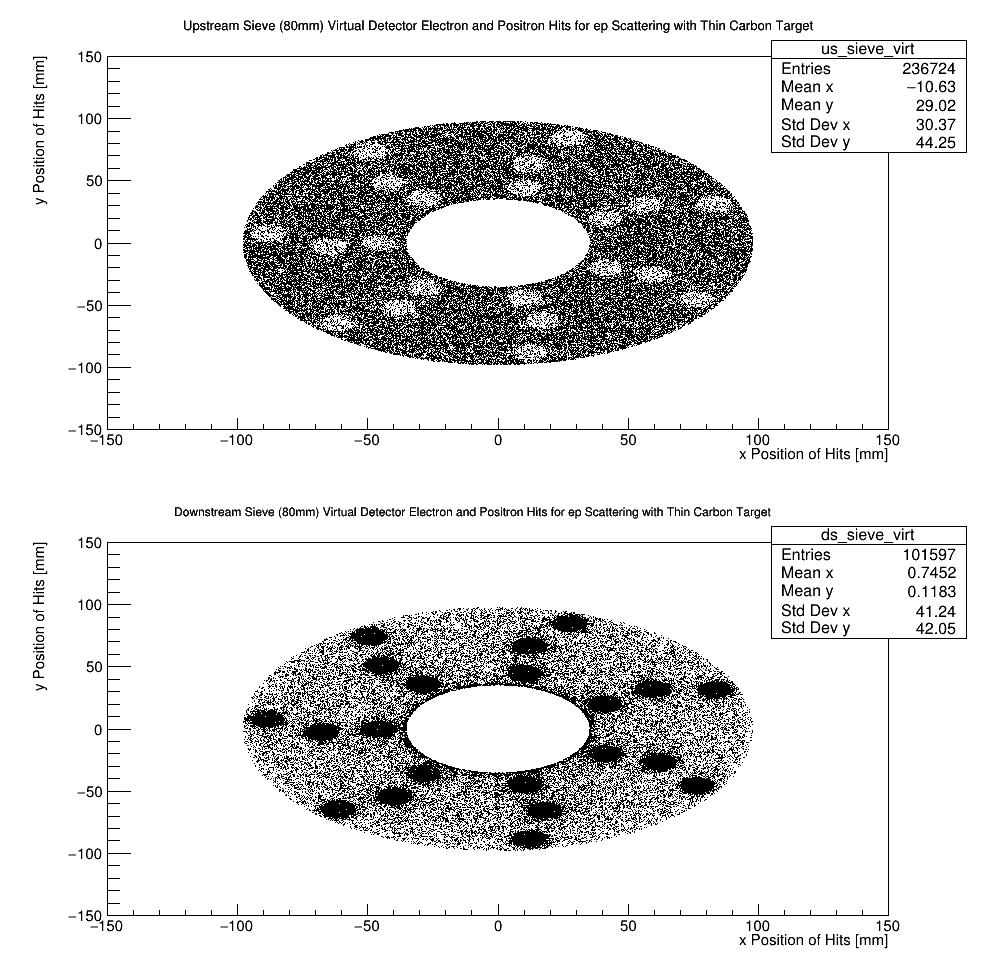 Upstream Sieve (80mm) Virtual Detector Electron and Positron Hits for ep Scattering with Thin Carbon Target
us_sieve_virt
Entries 236724
Mean x −10.63
Mean y 29.02
Std Dev x 30.37
Std Dev y 44.25
y Position of Hits [mm]
150
100
50
0
−50
−100
−150
−150 −100 −50 0 50 100 150
x Position of Hits [mm]
Downstream Sieve (80mm) Virtual Detector Electron and Positron Hits for ep Scattering with Thin Carbon Target
ds_sieve_virt
Entries 101597
Mean x 0.7452
Mean y 0.1183
Std Dev x 41.24
Std Dev y 42.05
y Position of Hits [mm]
150
100
50
0
−50
−100
−150
−150 −100 −50 0 50 100 150
x Position of Hits [mm]